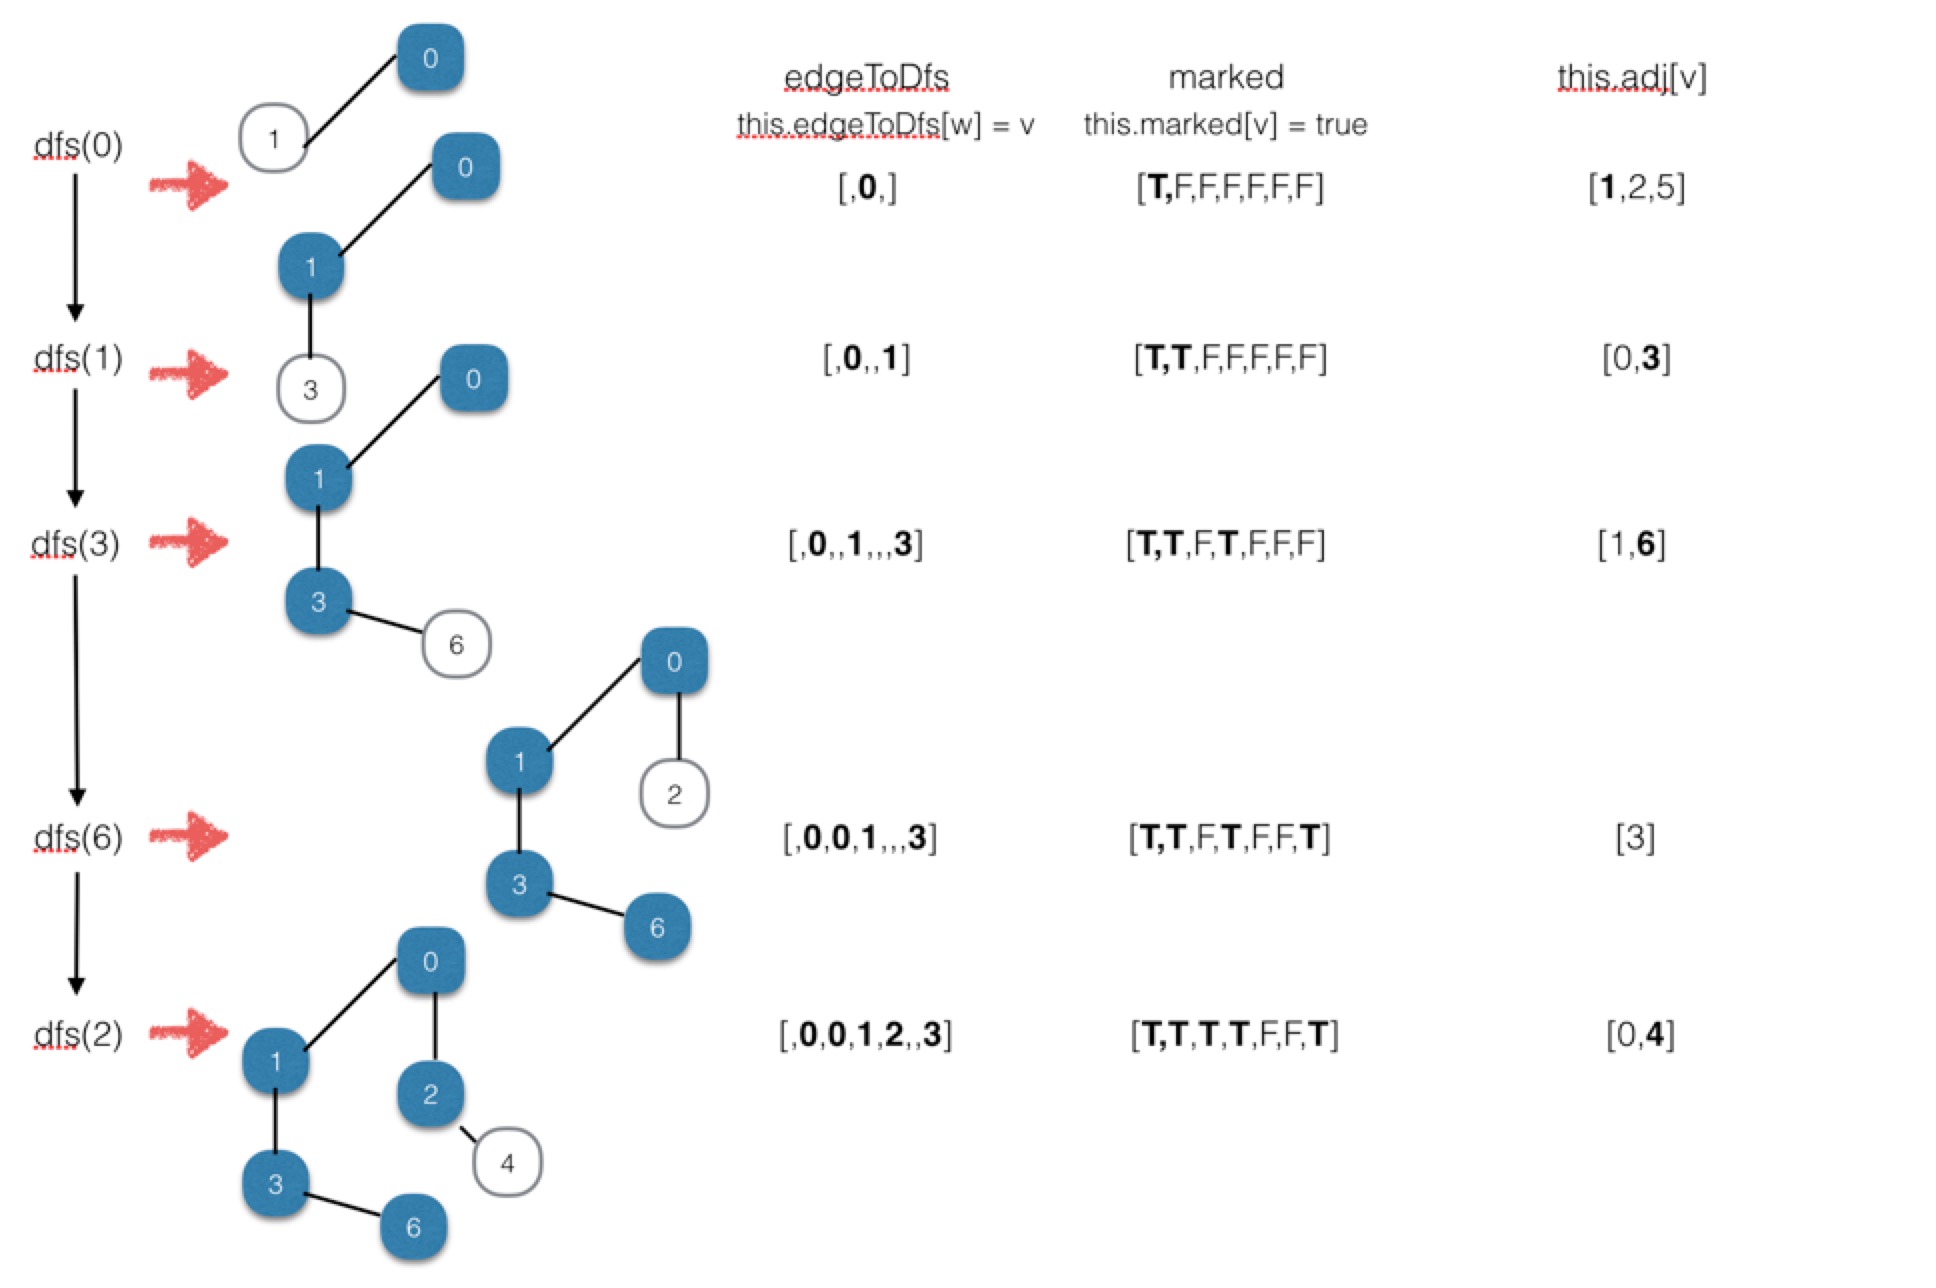 edgeToDfs marked this.adj[v]
this.edgeToDfs[w] = v this.marked[v] = true
0
1
dfs(0)
[,0,] [T,F,F,F,F,F,F] [1,2,5]
0
1
dfs(1) [,0,,1] [T,T,F,F,F,F,F] [0,3]
3
0
1
dfs(3) [,0,,1,,,3] [T,T,F,T,F,F,F] [1,6]
3
6
0
1
2
dfs(6) [,0,0,1,,,3] [T,T,F,T,F,F,T] [3]
3
6
0
dfs(2) [,0,0,1,2,,3] [T,T,T,T,F,F,T] [0,4]
1
2
4
3
6